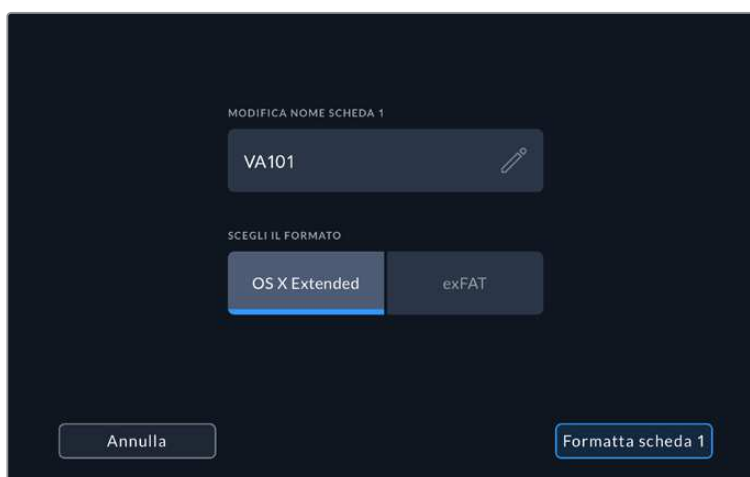 MODIFICA NOME SCHEDA 1
VA101
SCEGLI IL FORMATO
OS X Extended
exFAT
Annulla
Formatta scheda 1